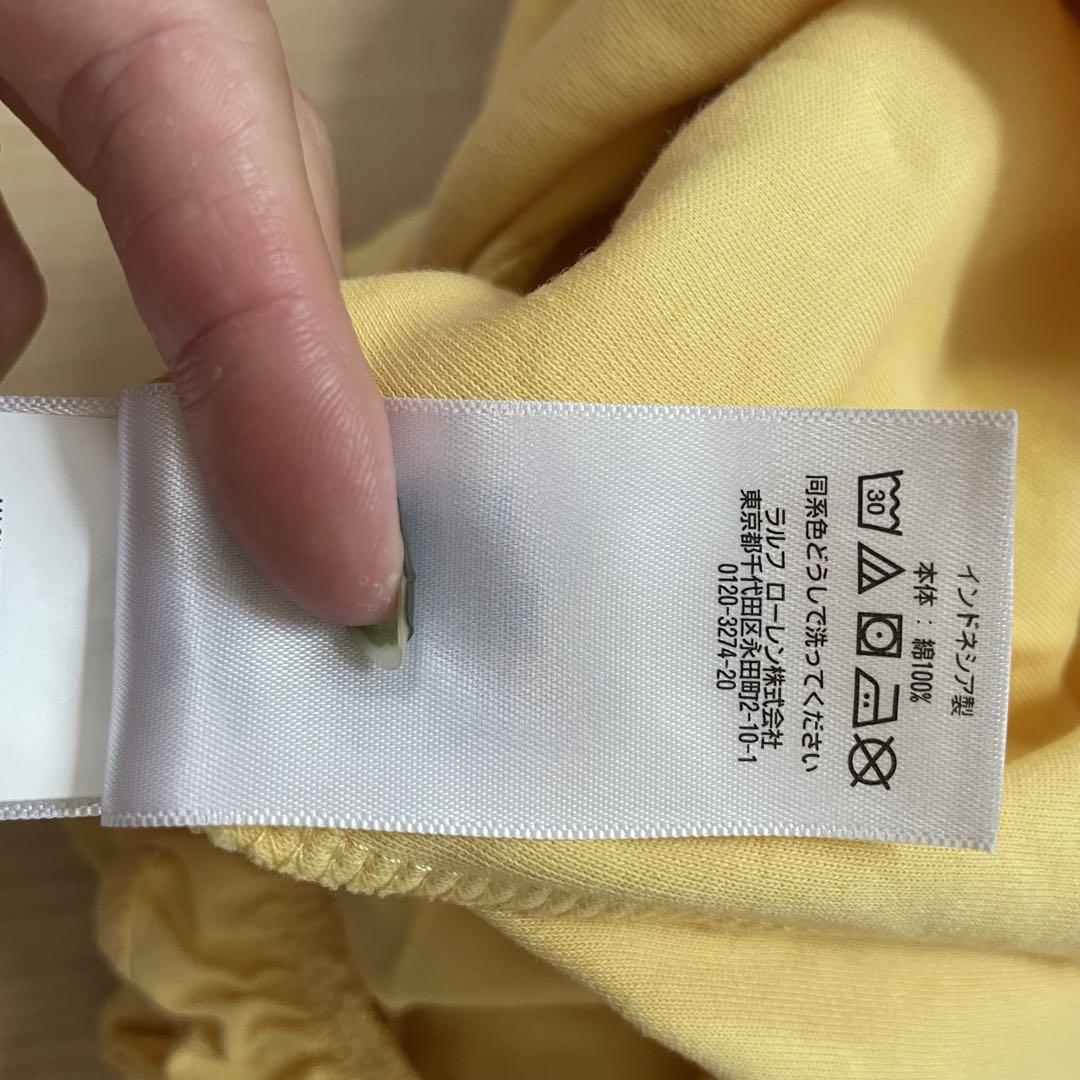 インドネシア製
本体：綿100%
30
同系色どうしで洗ってください
ラルフ ローレン株式会社
東京都千代田区永田町2-10-1
0120-3274-20